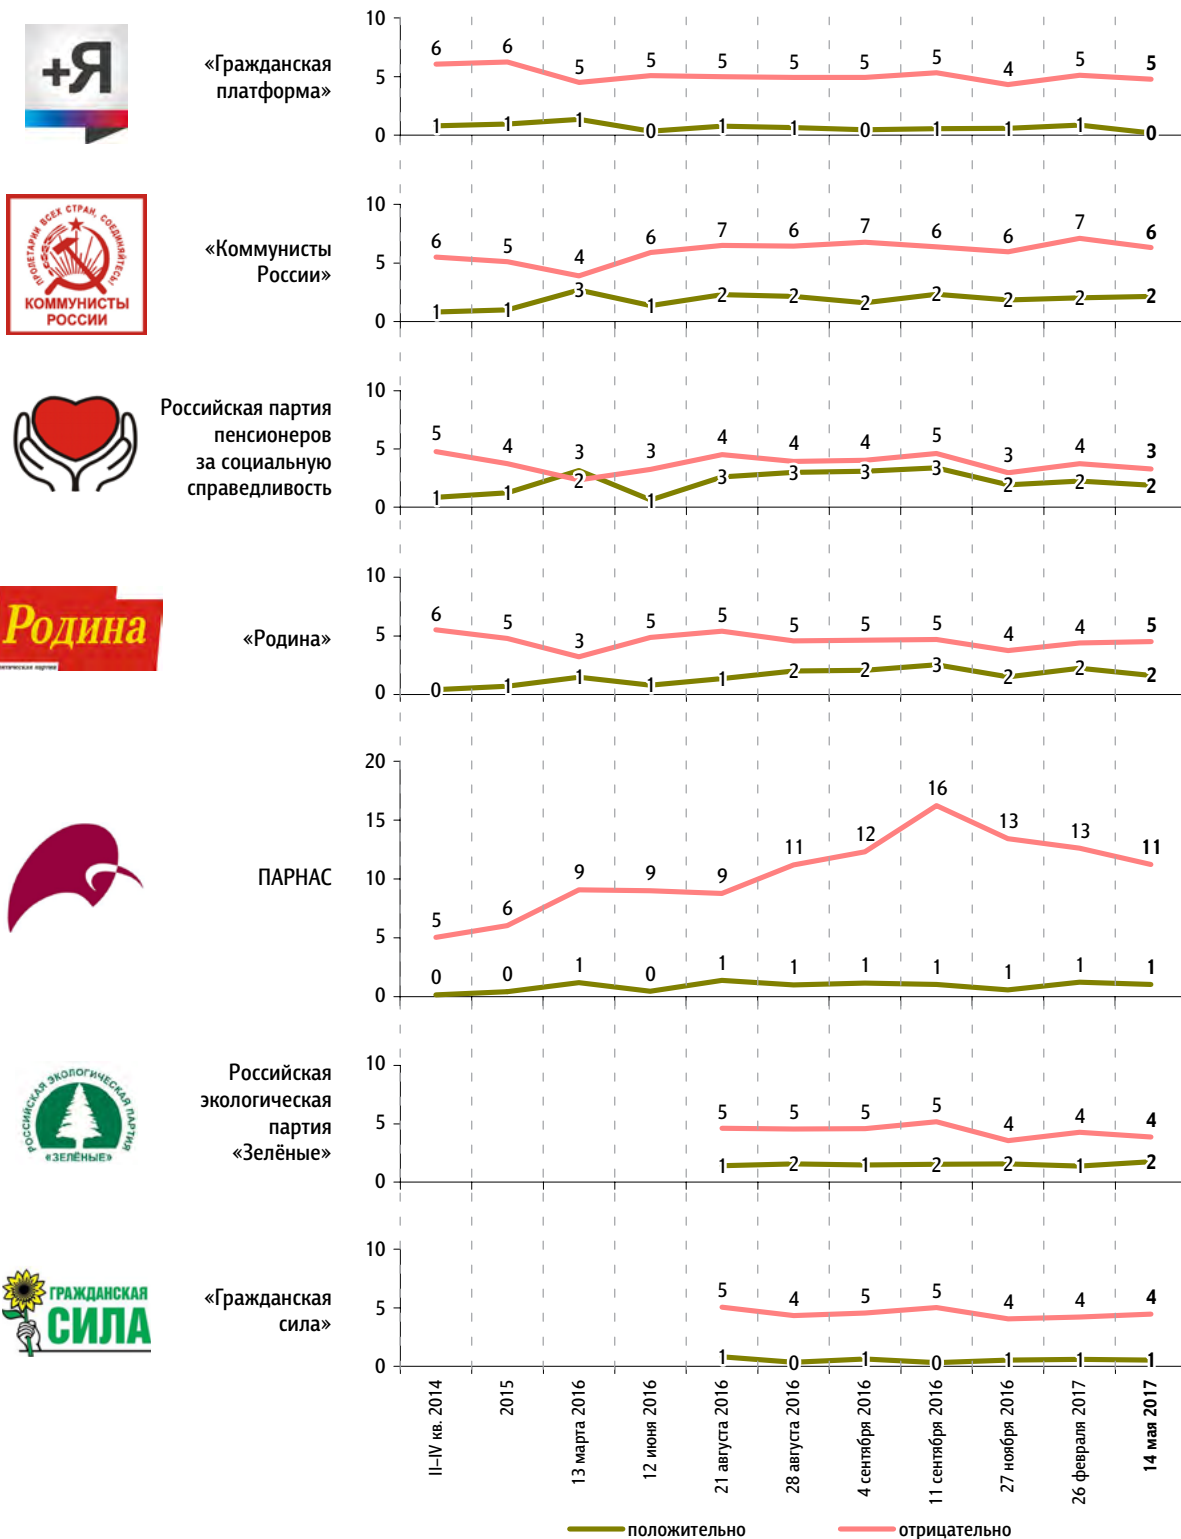 +Я
«Гражданская
платформа»
10
5
0
6 6 5 5 5 5 5 5 4 5 5
1 1 1 0 1 1 0 1 1 1 0
ПРОЛЕТАРИИ ВСЕХ СТРАН, СОЕДИНЯЙТЕСЬ!
КОММУНИСТЫ
РОССИИ
«Коммунисты
России»
10
5
0
6 5 4 6 7 6 7 6 6 7 6
1 1 3 1 2 2 2 2 2 2 2
Российская партия
пенсионеров
за социальную
справедливость
10
5
0
5 4 3 3 4 4 4 5 3 4 3
1 1 2 1 3 3 3 3 2 2 2
Родина
«Родина»
10
5
0
6 5 3 5 5 5 5 5 4 4 5
0 1 1 1 1 2 2 3 2 2 2
ПАРНАС
20
15
10
5
0
5 6 9 9 9 11 12 16 13 13 11
0 0 1 0 1 1 1 1 1 1 1
РОССИЙСКАЯ ЭКОЛОГИЧЕСКАЯ ПАРТИЯ
«ЗЕЛЁНЫЕ»
Российская
экологическая
партия
«Зелёные»
10
5
0
5 5 5 5 4 4 4
1 2 1 2 2 1 2
ГРАЖДАНСКАЯ
СИЛА
«Гражданская
сила»
10
5
0
5 4 5 5 4 4 4
1 0 1 0 1 1 1
II–IV кв. 2014
2015
13 марта 2016
12 июня 2016
21 августа 2016
28 августа 2016
4 сентября 2016
11 сентября 2016
27 ноября 2016
26 февраля 2017
14 мая 2017
положительно
отрицательно